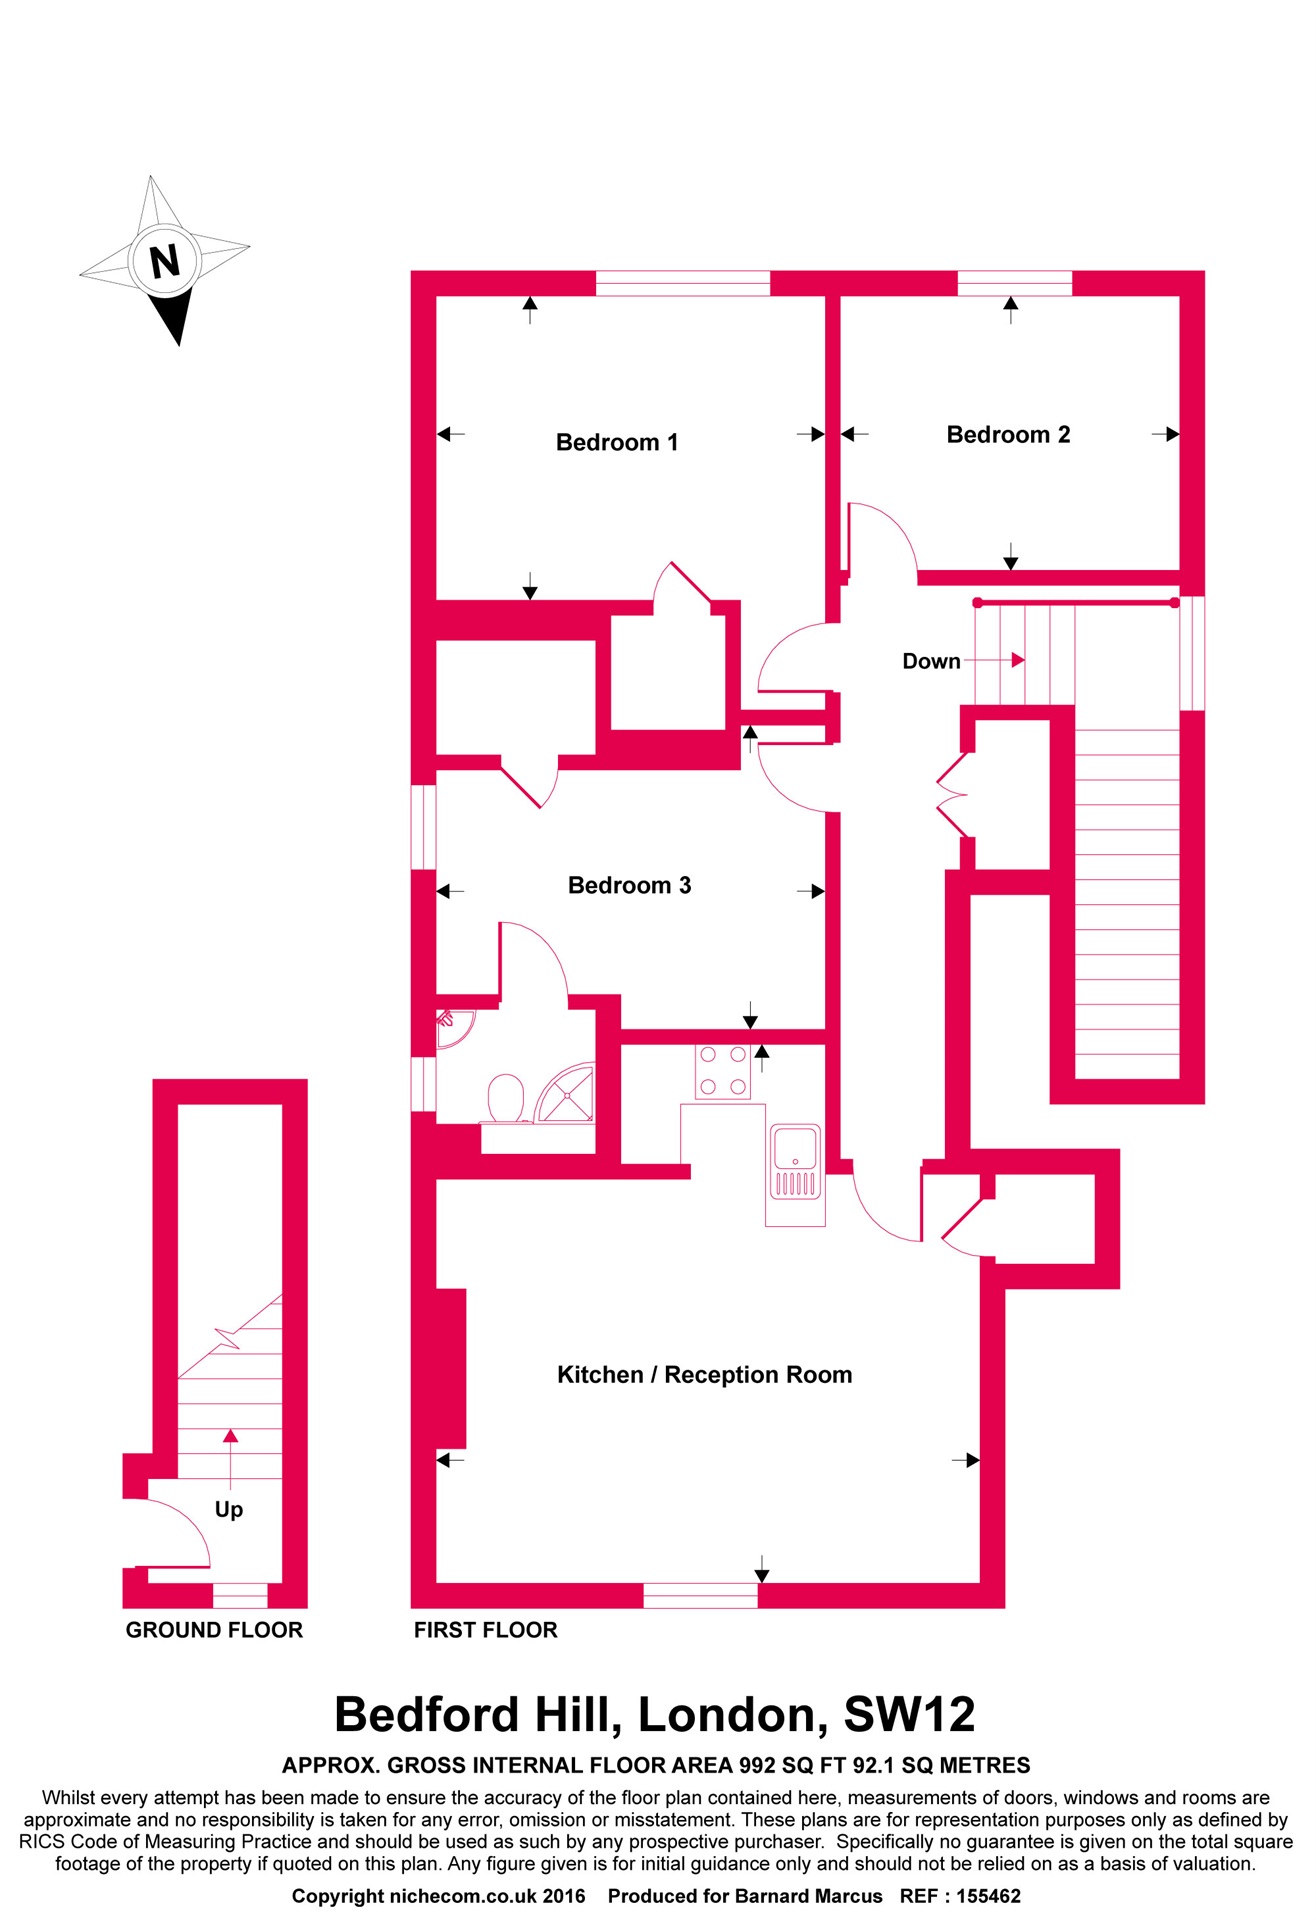 N
Bedroom 1
Bedroom 2
Down
Bedroom 3
Kitchen / Reception Room
Up
GROUND FLOOR
FIRST FLOOR
Bedford Hill, London, SW12
APPROX. GROSS INTERNAL FLOOR AREA 992 SQ FT 92.1 SQ METRES
Whilst every attempt has been made to ensure the accuracy of the floor plan contained here, measurements of doors, windows and rooms are
approximate and no responsibility is taken for any error, omission or misstatement. These plans are for representation purposes only as defined by
RICS Code of Measuring Practice and should be used as such by any prospective purchaser.  Specifically no guarantee is given on the total square
footage of the property if quoted on this plan. Any figure given is for initial guidance only and should not be relied on as a basis of valuation.
Copyright nichecom.co.uk 2016    Produced for Barnard Marcus   REF : 155462